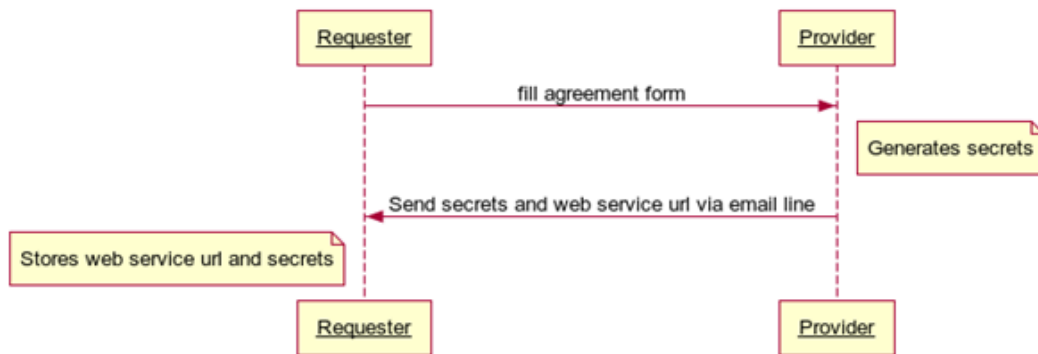 Requester
Provider
fill agreement form
Generates secrets
Send secrets and web service url via email line
Stores web service url and secrets
Requester
Provider